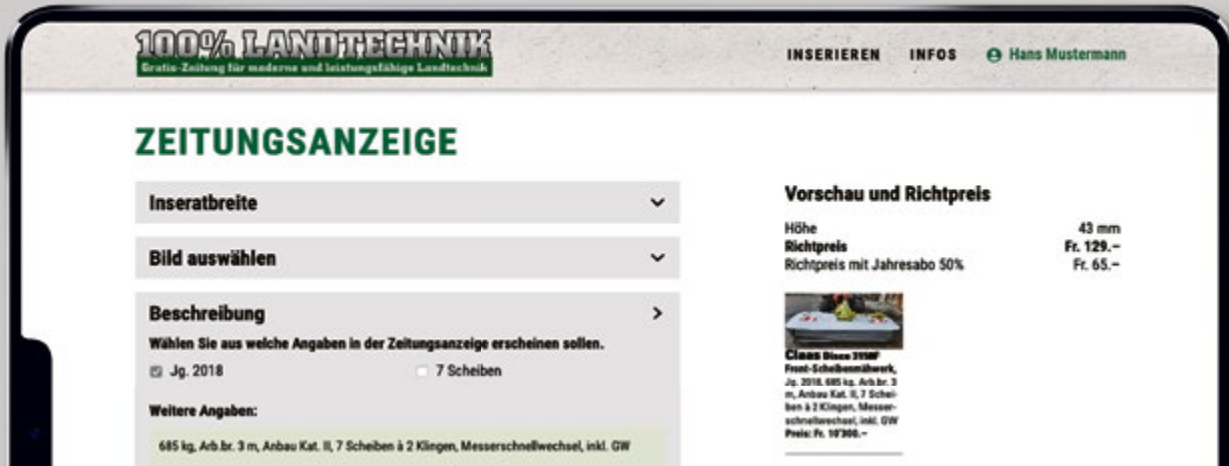 100% LANDTECHNIK
Gratis-Zeitung für moderne und leistungsfähige Landtechnik
INSERIEREN INFOS Hans Mustermann
ZEITUNGSANZEIGE
Inseratbreite
Bild auswählen
Beschreibung
Wählen Sie aus welche Angaben in der Zeitungsanzeige erscheinen sollen.
Jg. 2018 7 Scheiben
Weitere Angaben:
685 kg, Arb.br. 3 m, Anbau Kat. II, 7 Scheiben à 2 Klingen, Messerschnellwechsel, inkl. GW
Vorschau und Richtpreis
Höhe 43 mm
Richtpreis Fr. 129.–
Richtpreis mit Jahresabo 50% Fr. 65.–
Claas Disco 3150F
Front-Scheibenmähwerk,
Jg. 2018, 685 kg, Arb.br. 3
m, Anbau Kat. II, 7 Schei-
ben à 2 Klingen, Messer-
schnellwechsel, inkl. GW
Preis: Fr. 10'300.–